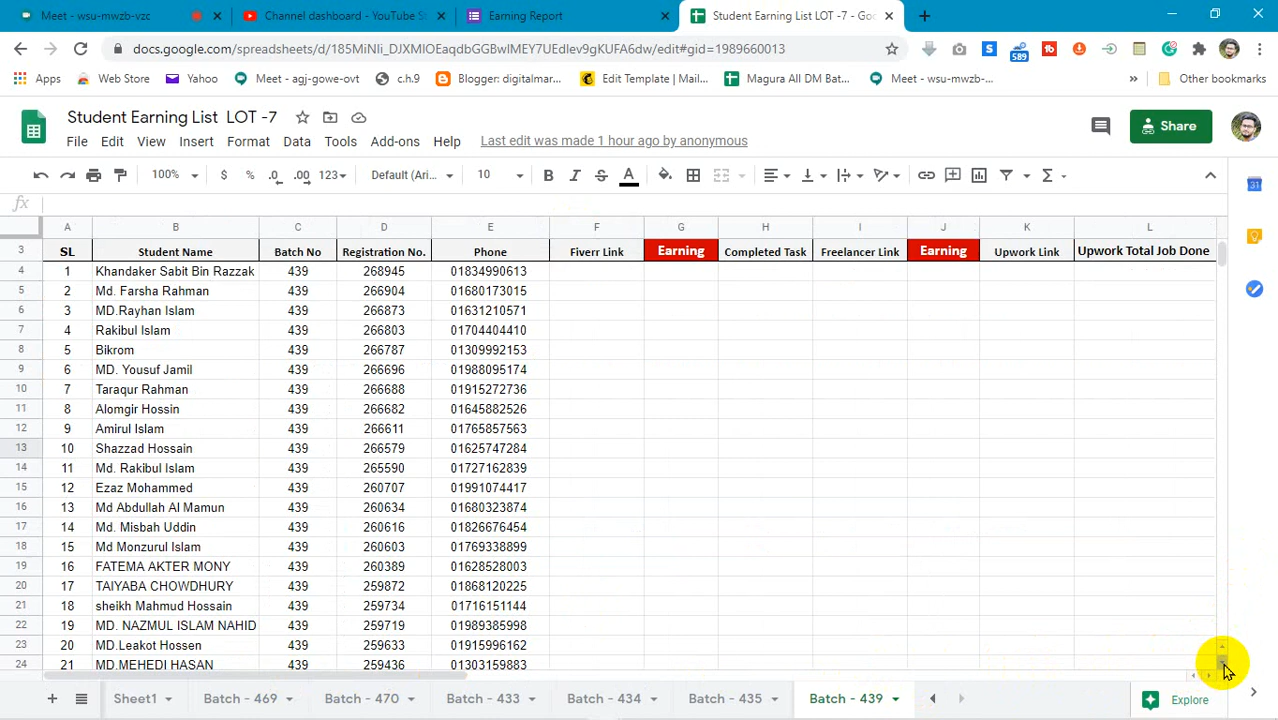 Meet - wsu-mwzb-vzc
Channel dashboard - YouTube S
Earning Report
Student Earning List LOT -7 - Goo
docs.google.com/spreadsheets/d/185MiNIi_DJXMIOEaqdbGGBwIMEY7UEdlev9gKUFA6dw/edit#gid=1989660013
589
31
Apps Web Store Yahoo Meet - agj-gowe-ovt c.h.9 Blogger: digitalmar... Edit Template | Mail... Magura All DM Bat... Meet - wsu-mwzb-... » Other bookmarks
Student Earning List LOT -7
File Edit View Insert Format Data Tools Add-ons Help Last edit was made 1 hour ago by anonymous
Share
100% $ % .0 .00 123 Default (Ari... 10 B I S A
fx
A B C D E F G H I J K L
3 SL Student Name Batch No Registration No. Phone Fiverr Link Earning Completed Task Freelancer Link Earning Upwork Link Upwork Total Job Done
4 1 Khandaker Sabit Bin Razzak 439 268945 01834990613
5 2 Md. Farsha Rahman 439 266904 01680173015
6 3 MD.Rayhan Islam 439 266873 01631210571
7 4 Rakibul Islam 439 266803 01704404410
8 5 Bikrom 439 266787 01309992153
9 6 MD. Yousuf Jamil 439 266696 01988095174
10 7 Taraqur Rahman 439 266688 01915272736
11 8 Alomgir Hossin 439 266682 01645882526
12 9 Amirul Islam 439 266611 01765857563
13 10 Shazzad Hossain 439 266579 01625747284
14 11 Md. Rakibul Islam 439 265590 01727162839
15 12 Ezaz Mohammed 439 260707 01991074417
16 13 Md Abdullah Al Mamun 439 260634 01680323874
17 14 Md. Misbah Uddin 439 260616 01826676454
18 15 Md Monzurul Islam 439 260603 01769338899
19 16 FATEMA AKTER MONY 439 260389 01628528003
20 17 TAIYABA CHOWDHURY 439 259872 01868120225
21 18 sheikh Mahmud Hossain 439 259734 01716151144
22 19 MD. NAZMUL ISLAM NAHID 439 259719 01989385998
23 20 MD.Leakot Hossen 439 259633 01915996162
24 21 MD.MEHEDI HASAN 439 259436 01303159883
Sheet1 Batch - 469 Batch - 470 Batch - 433 Batch - 434 Batch - 435 Batch - 439 Explore